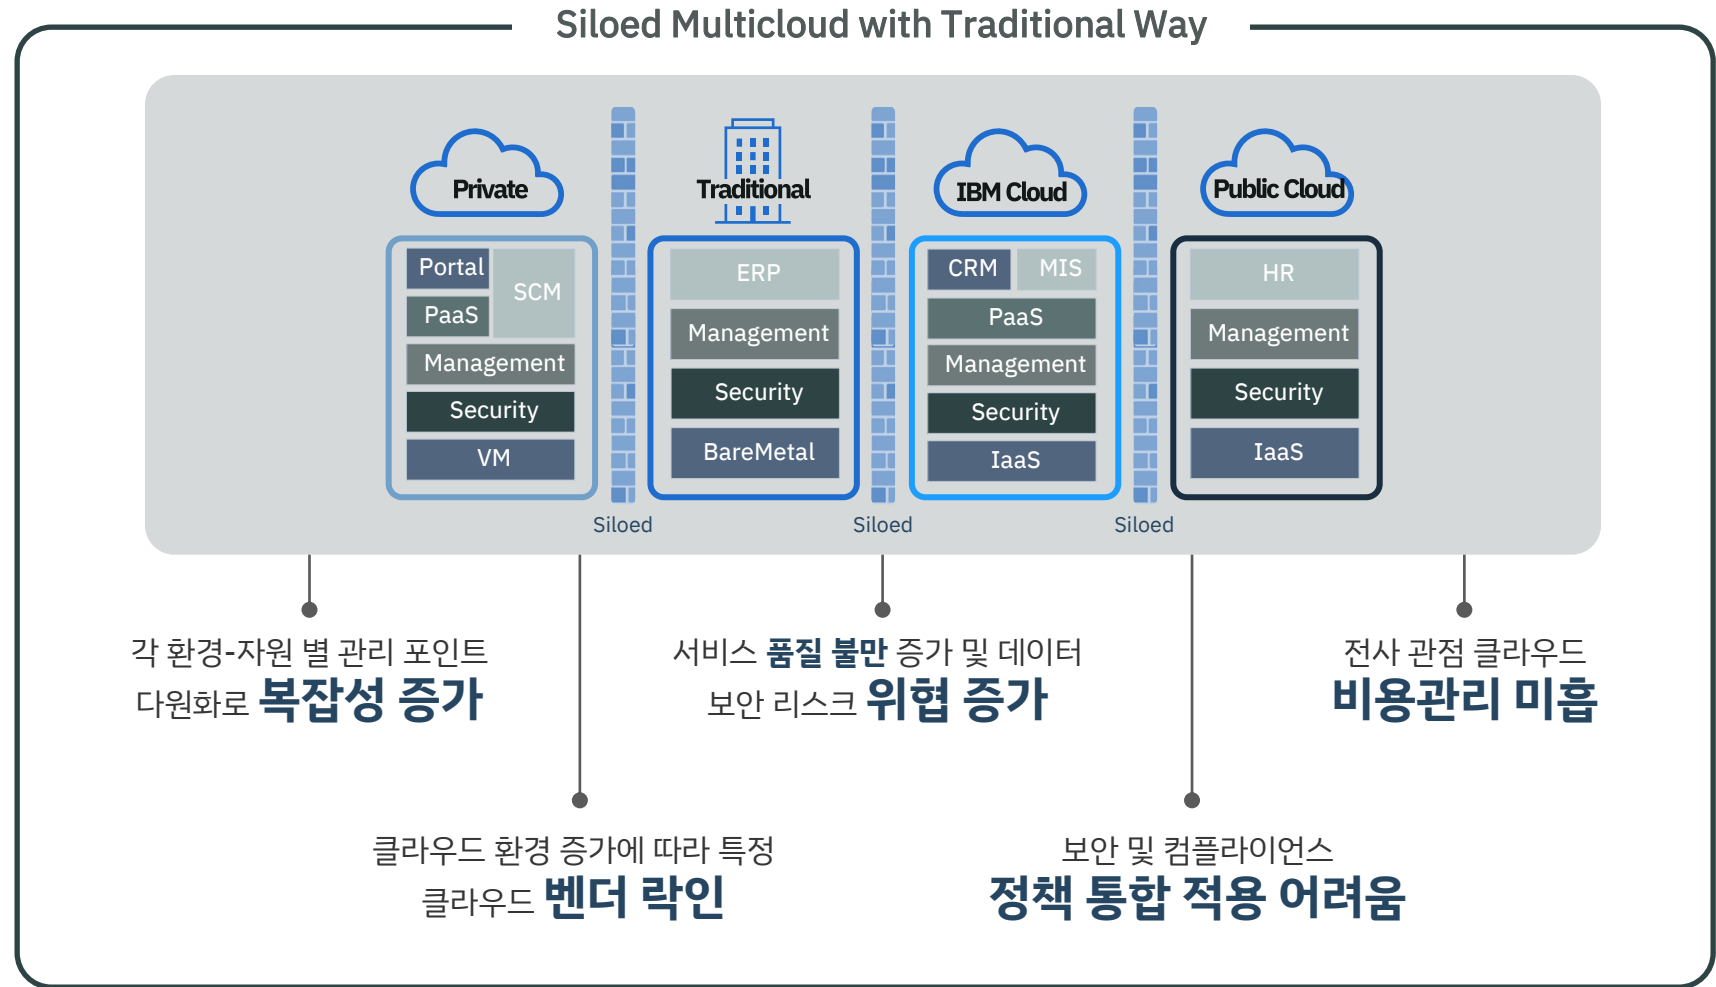 Siloed Multicloud with Traditional Way
Private
Portal
SCM
PaaS
Management
Security
VM
Siloed
Traditional
ERP
Management
Security
BareMetal
Siloed
IBM Cloud
CRM
MIS
PaaS
Management
Security
IaaS
Siloed
Public Cloud
HR
Management
Security
IaaS
각 환경-자원 별 관리 포인트
다원화로 복잡성 증가
서비스 품질 불만 증가 및 데이터
보안 리스크 위협 증가
전사 관점 클라우드
비용관리 미흡
클라우드 환경 증가에 따라 특정
클라우드 벤더 락인
보안 및 컴플라이언스
정책 통합 적용 어려움